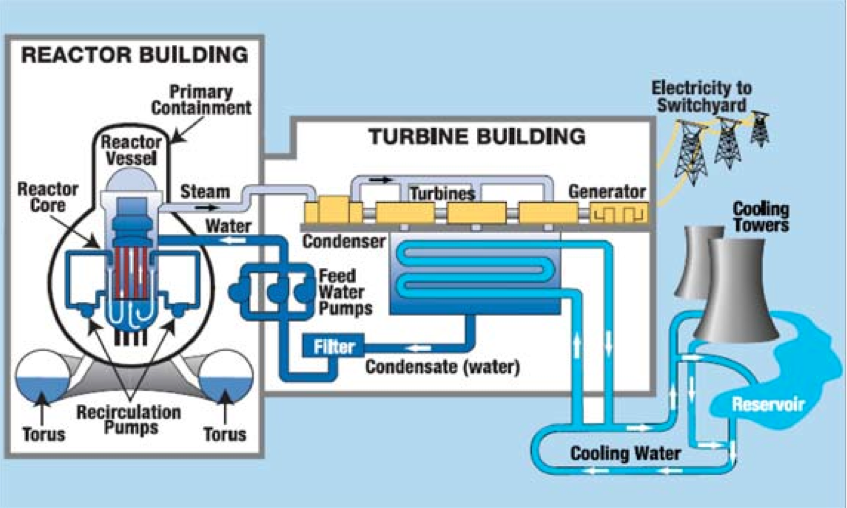 REACTOR BUILDING
Primary
Containment
Reactor
Vessel
Reactor
Core
Steam
Water
Torus
Recirculation
Pumps
Torus
TURBINE BUILDING
Turbines
Generator
Condenser
Feed
Water
Pumps
Filter
Condensate (water)
Electricity to
Switchyard
Cooling
Towers
Reservoir
Cooling Water